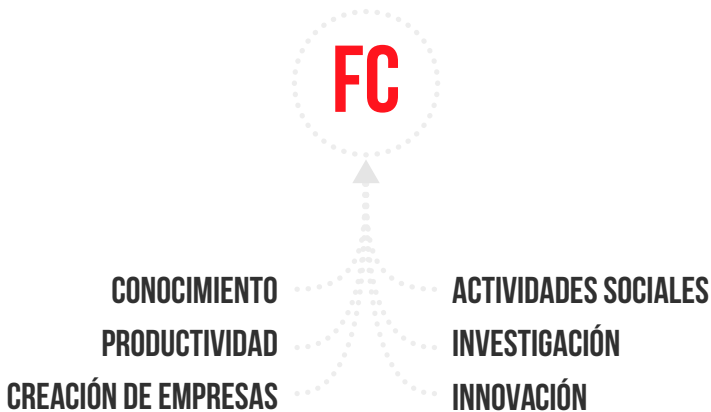 FC
CONOCIMIENTO
PRODUCTIVIDAD
CREACIÓN DE EMPRESAS
ACTIVIDADES SOCIALES
INVESTIGACIÓN
INNOVACIÓN